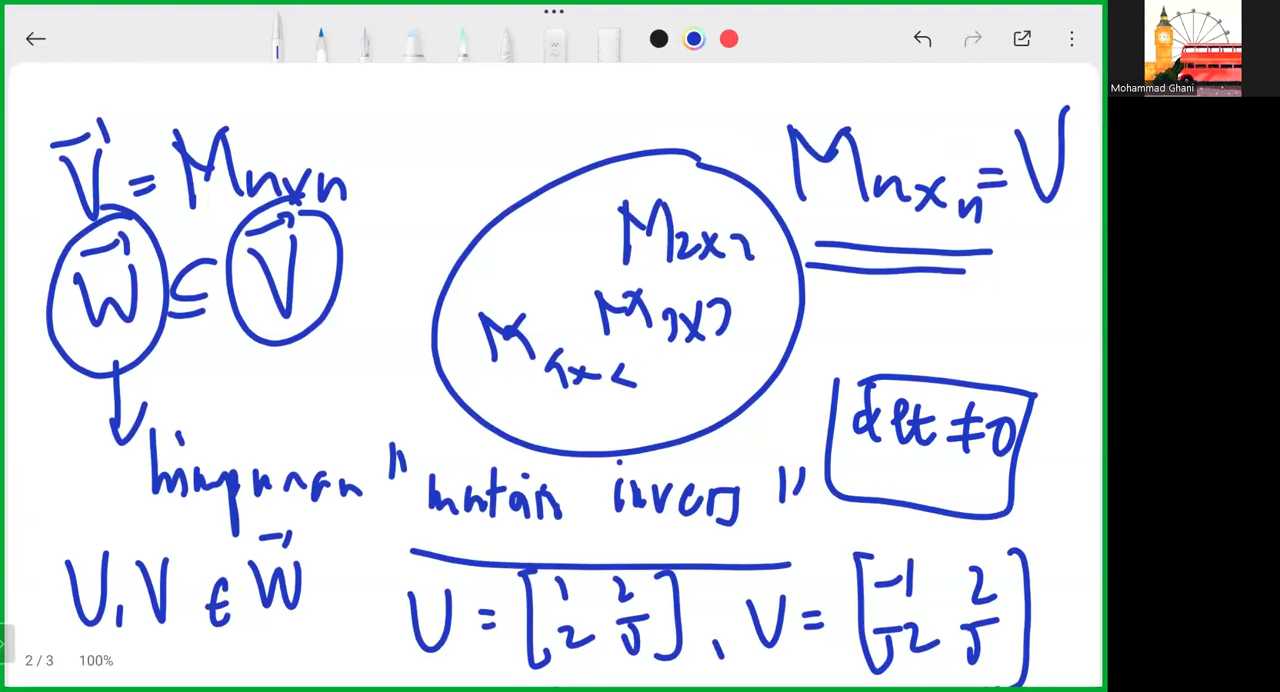 V = Mnxn
Mnxn = V
W ⊆ V
M2x2
M3x3
M4x4
det ≠ 0
himpunan "matriks invers"
U, V ∈ W
U = [1 2
2 5], V = [-1 2
-2 5]
2 / 3 100%
Mohammad Ghani